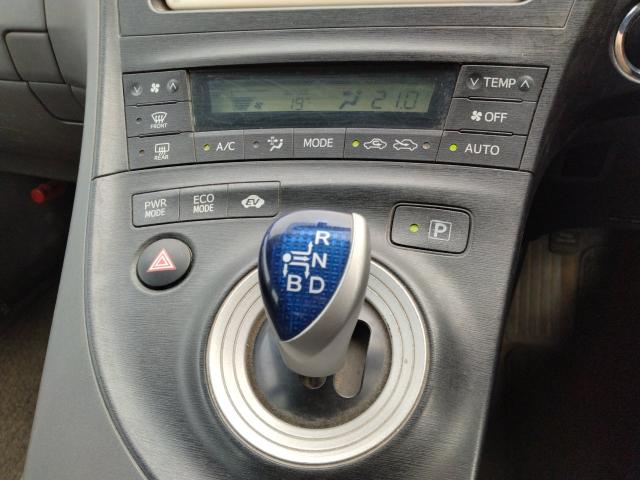 TEMP
19° 21.0
FRONT
OFF
REAR
A/C MODE AUTO
PWR MODE
ECO MODE
EV
P
R
N
B D